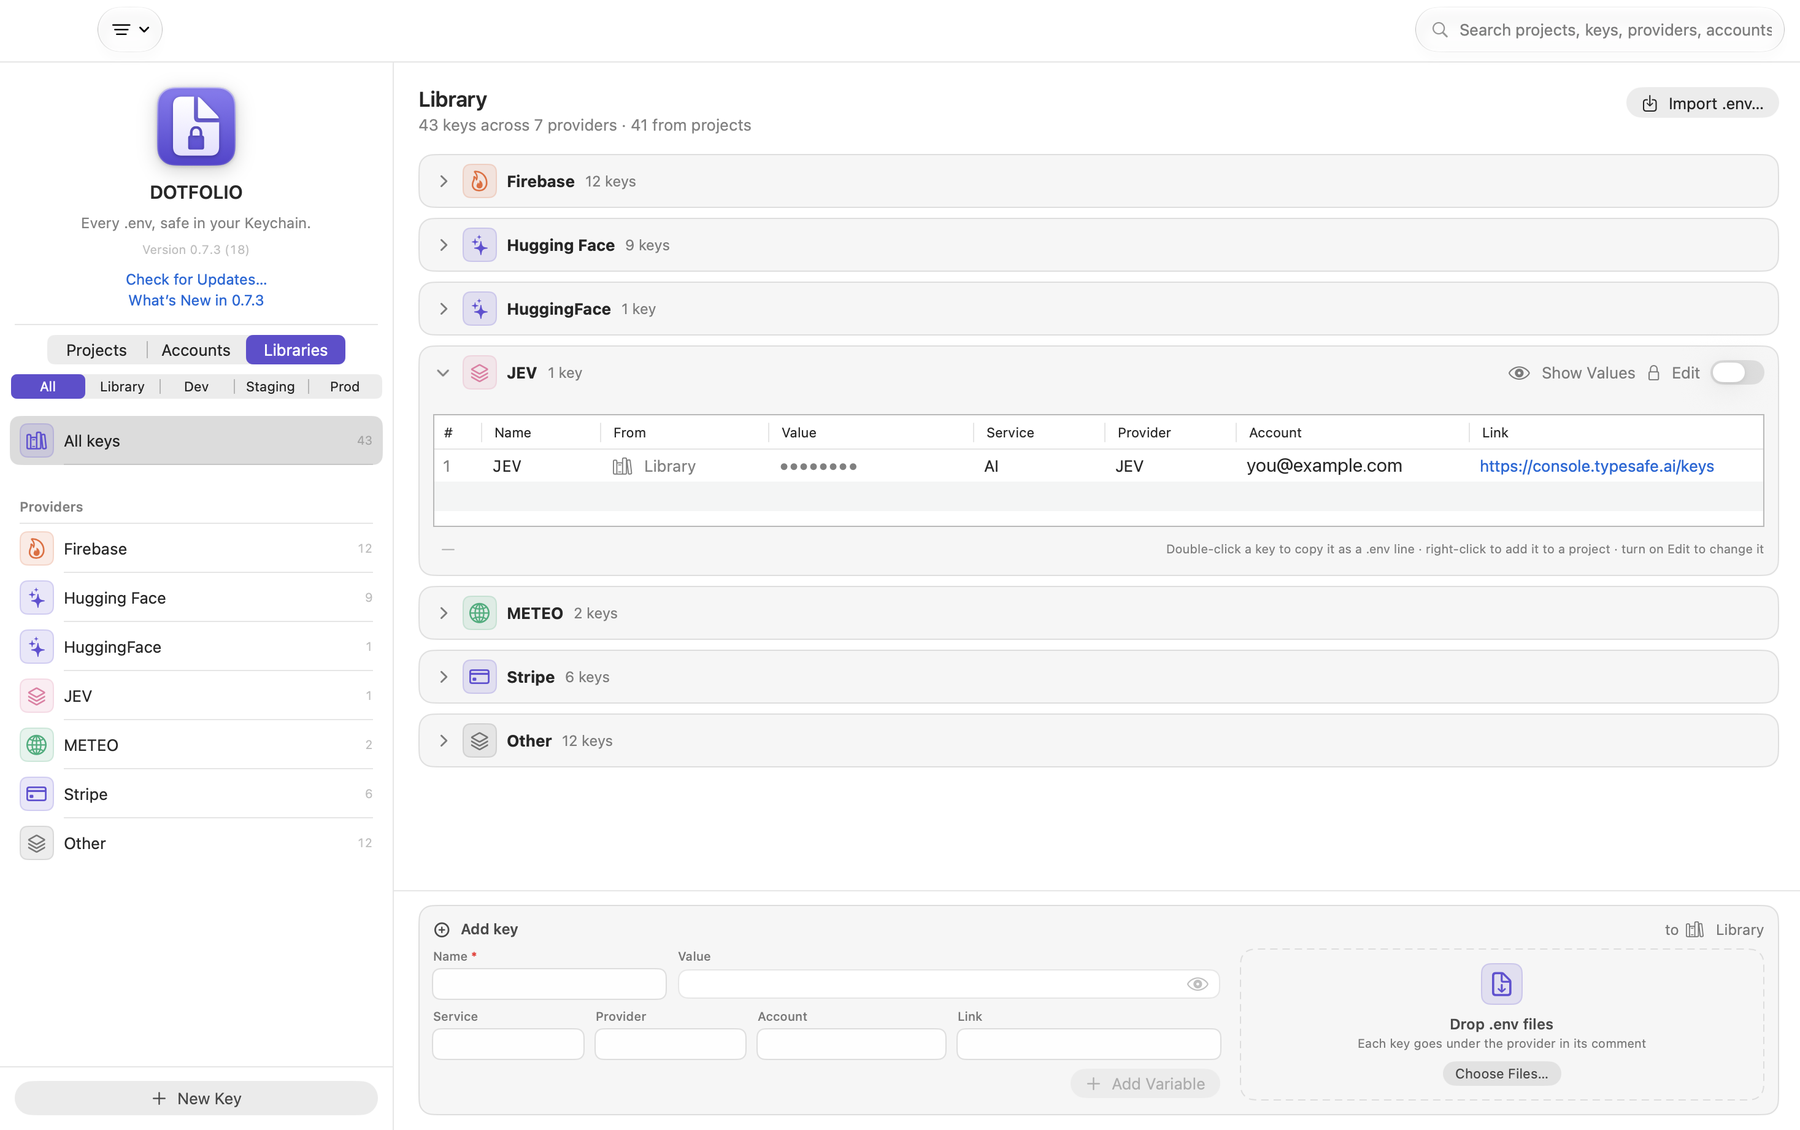 Search projects, keys, providers, accounts
DOTFOLIO
Every .env, safe in your Keychain.
Version 0.7.3 (18)
Check for Updates...
What's New in 0.7.3
Projects
Accounts
Libraries
All
Library
Dev
Staging
Prod
All keys
43
Providers
Firebase
12
Hugging Face
9
HuggingFace
1
JEV
1
METEO
2
Stripe
6
Other
12
New Key
Library
43 keys across 7 providers · 41 from projects
Import .env...
Firebase 12 keys
Hugging Face 9 keys
HuggingFace 1 key
JEV 1 key
Show Values
Edit
# Name From Value Service Provider Account Link
1 JEV Library •••••••• AI JEV you@example.com https://console.typesafe.ai/keys
Double-click a key to copy it as a .env line · right-click to add it to a project · turn on Edit to change it
METEO 2 keys
Stripe 6 keys
Other 12 keys
Add key
to Library
Name *
Value
Service
Provider
Account
Link
Add Variable
Drop .env files
Each key goes under the provider in its comment
Choose Files...